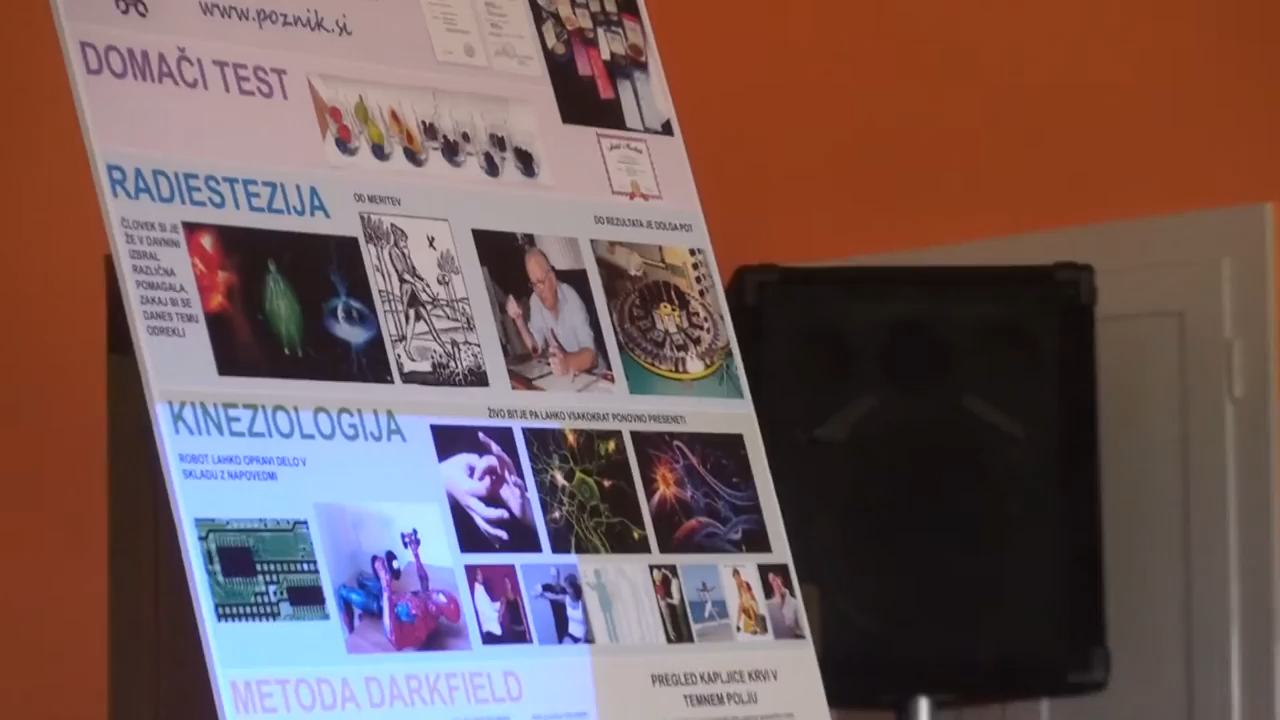 www.poznik.si
DOMAČI TEST
RADIESTEZIJA
OD MERITEV
DO REZULTATA JE DOLGA POT
ČLOVEK SI JE
ŽE V DAVNINI
IZBRAL
RAZLIČNA
POMAGALA,
ZAKAJ BI SE
DANES TEMU
ODREKLI
KINEZIOLOGIJA
ŽIVO BITJE PA LAHKO VSAKOKRAT PONOVNO PRESENETI
ROBOT LAHKO OPRAVI DELO V
SKLADU Z NAPOVEDMI
METODA DARKFIELD
PREGLED KAPLJICE KRVI V
TEMNEM POLJU